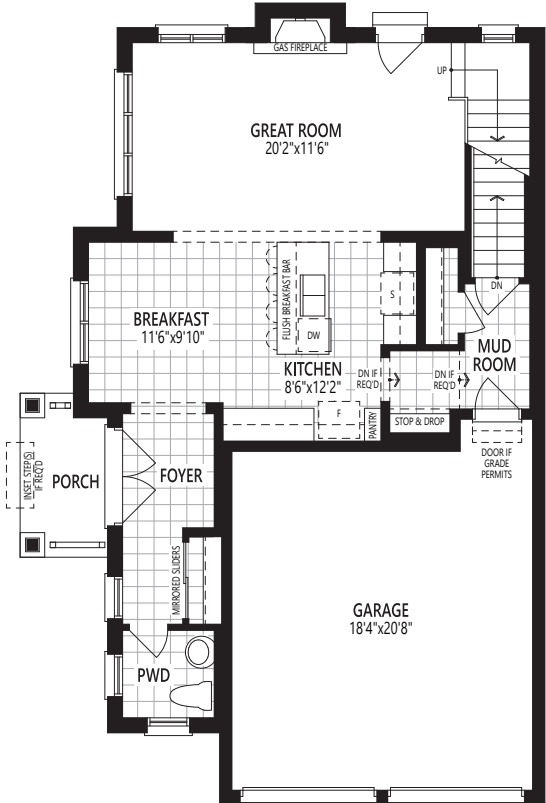 GAS FIREPLACE
UP
GREAT ROOM
20'2"x11'6"
FLUSH BREAKFAST BAR
S
DN
BREAKFAST
11'6"x9'10"
DW
MUD
ROOM
KITCHEN
8'6"x12'2"
DN IF
REQ'D
DN IF
REQ'D
F
PANTRY
STOP & DROP
INSET STEP(S)
IF REQ'D
PORCH
FOYER
DOOR IF
GRADE
PERMITS
MIRRORED SLIDERS
GARAGE
18'4"x20'8"
PWD